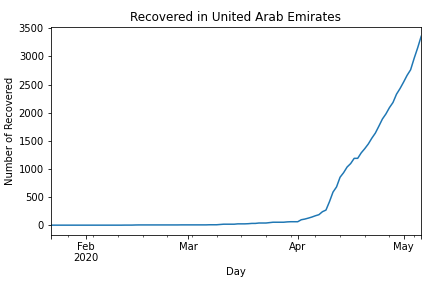 Recovered in United Arab Emirates
3500
3000
2500
2000
1500
1000
500
0
Number of Recovered
Feb
2020
Mar
Apr
May
Day